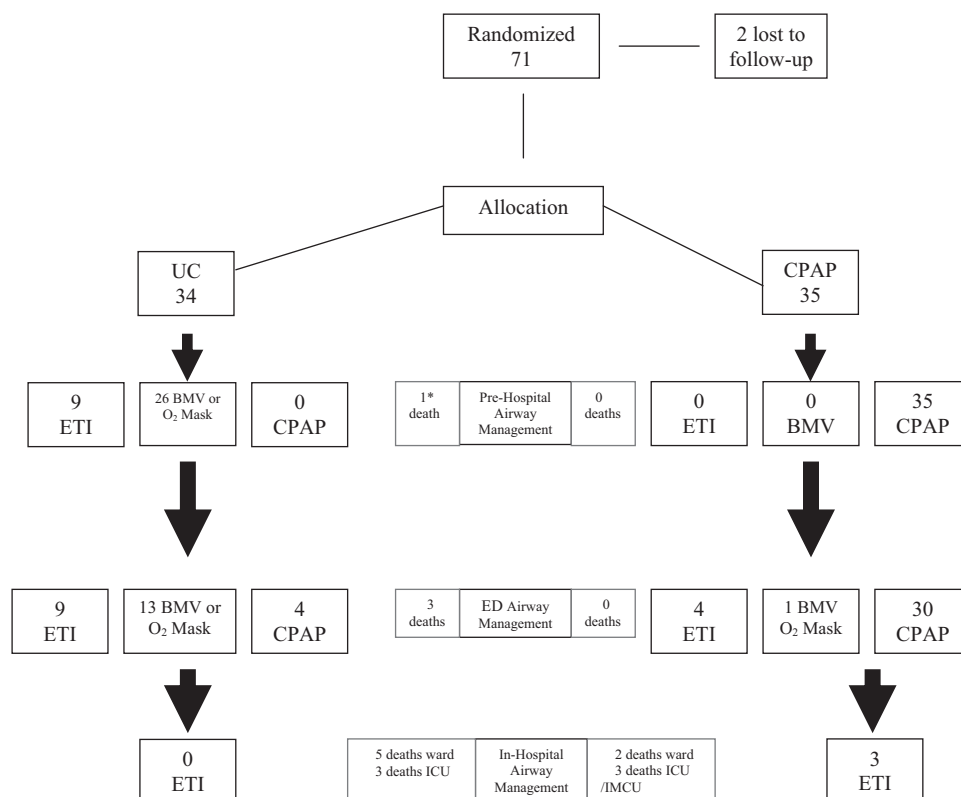 Randomized
71
2 lost to
follow-up
Allocation
UC
34
CPAP
35
9
ETI
26 BMV or
O₂ Mask
0
CPAP
1*
death
Pre-Hospital
Airway
Management
0
deaths
0
ETI
0
BMV
35
CPAP
9
ETI
13 BMV or
O₂ Mask
4
CPAP
3
deaths
ED Airway
Management
0
deaths
4
ETI
1 BMV
O₂ Mask
30
CPAP
0
ETI
5 deaths ward
3 deaths ICU
In-Hospital
Airway
Management
2 deaths ward
3 deaths ICU
/IMCU
3
ETI